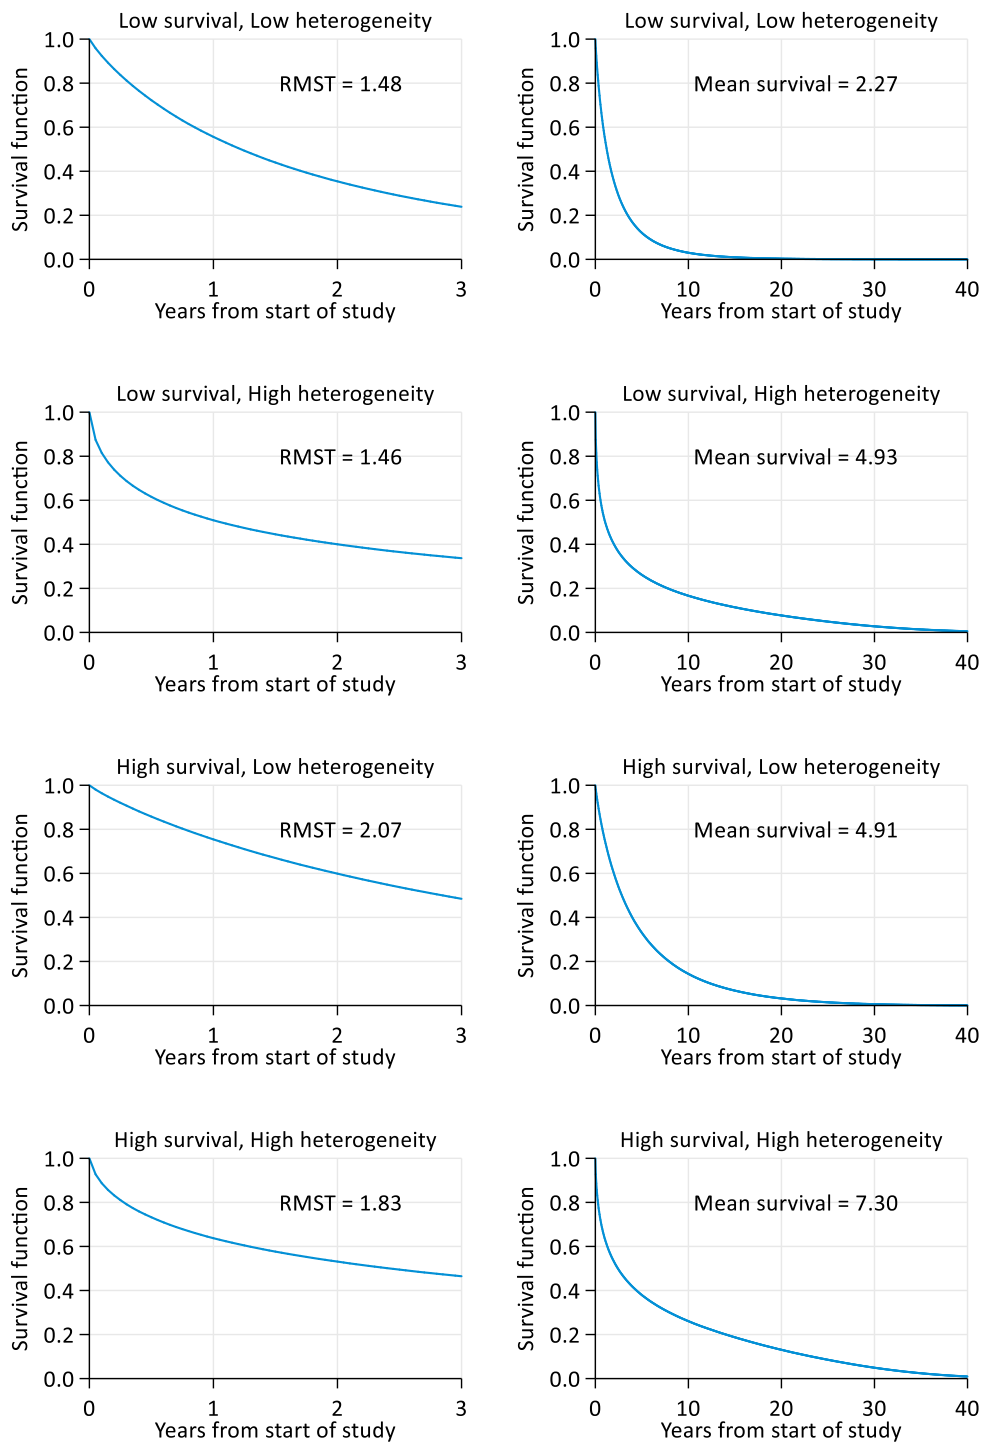 Low survival, Low heterogeneity
1.0
0.8
0.6
0.4
0.2
0.0
Survival function
RMST = 1.48
0 1 2 3
Years from start of study
Low survival, Low heterogeneity
1.0
0.8
0.6
0.4
0.2
0.0
Survival function
Mean survival = 2.27
0 10 20 30 40
Years from start of study
Low survival, High heterogeneity
1.0
0.8
0.6
0.4
0.2
0.0
Survival function
RMST = 1.46
0 1 2 3
Years from start of study
Low survival, High heterogeneity
1.0
0.8
0.6
0.4
0.2
0.0
Survival function
Mean survival = 4.93
0 10 20 30 40
Years from start of study
High survival, Low heterogeneity
1.0
0.8
0.6
0.4
0.2
0.0
Survival function
RMST = 2.07
0 1 2 3
Years from start of study
High survival, Low heterogeneity
1.0
0.8
0.6
0.4
0.2
0.0
Survival function
Mean survival = 4.91
0 10 20 30 40
Years from start of study
High survival, High heterogeneity
1.0
0.8
0.6
0.4
0.2
0.0
Survival function
RMST = 1.83
0 1 2 3
Years from start of study
High survival, High heterogeneity
1.0
0.8
0.6
0.4
0.2
0.0
Survival function
Mean survival = 7.30
0 10 20 30 40
Years from start of study